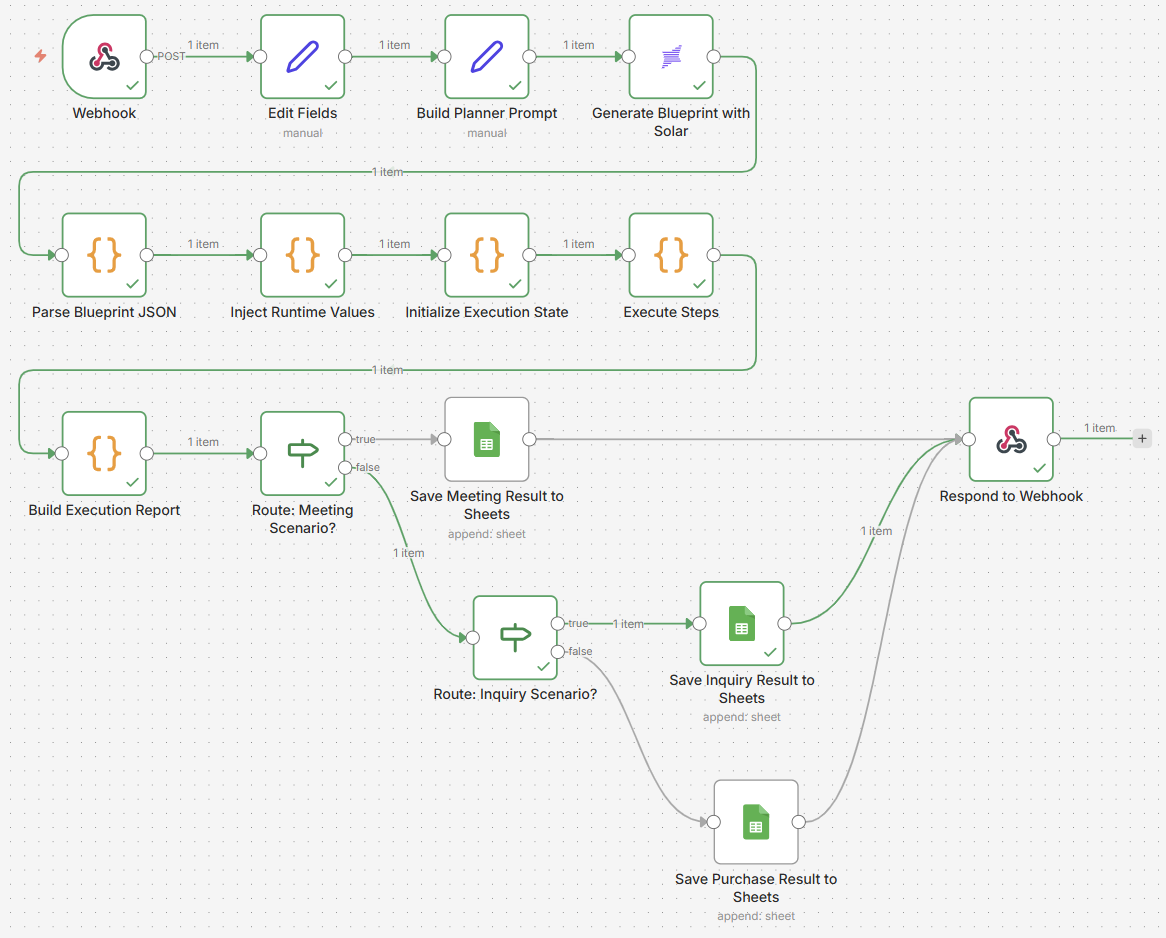 POST
1 item
1 item
1 item
Webhook
Edit Fields
manual
Build Planner Prompt
manual
Generate Blueprint with
Solar
1 item
1 item
1 item
1 item
Parse Blueprint JSON
Inject Runtime Values
Initialize Execution State
Execute Steps
1 item
1 item
true
false
1 item
Build Execution Report
Route: Meeting
Scenario?
Save Meeting Result to
Sheets
append: sheet
Respond to Webhook
1 item
1 item
true
1 item
false
Route: Inquiry Scenario?
Save Inquiry Result to
Sheets
append: sheet
Save Purchase Result to
Sheets
append: sheet